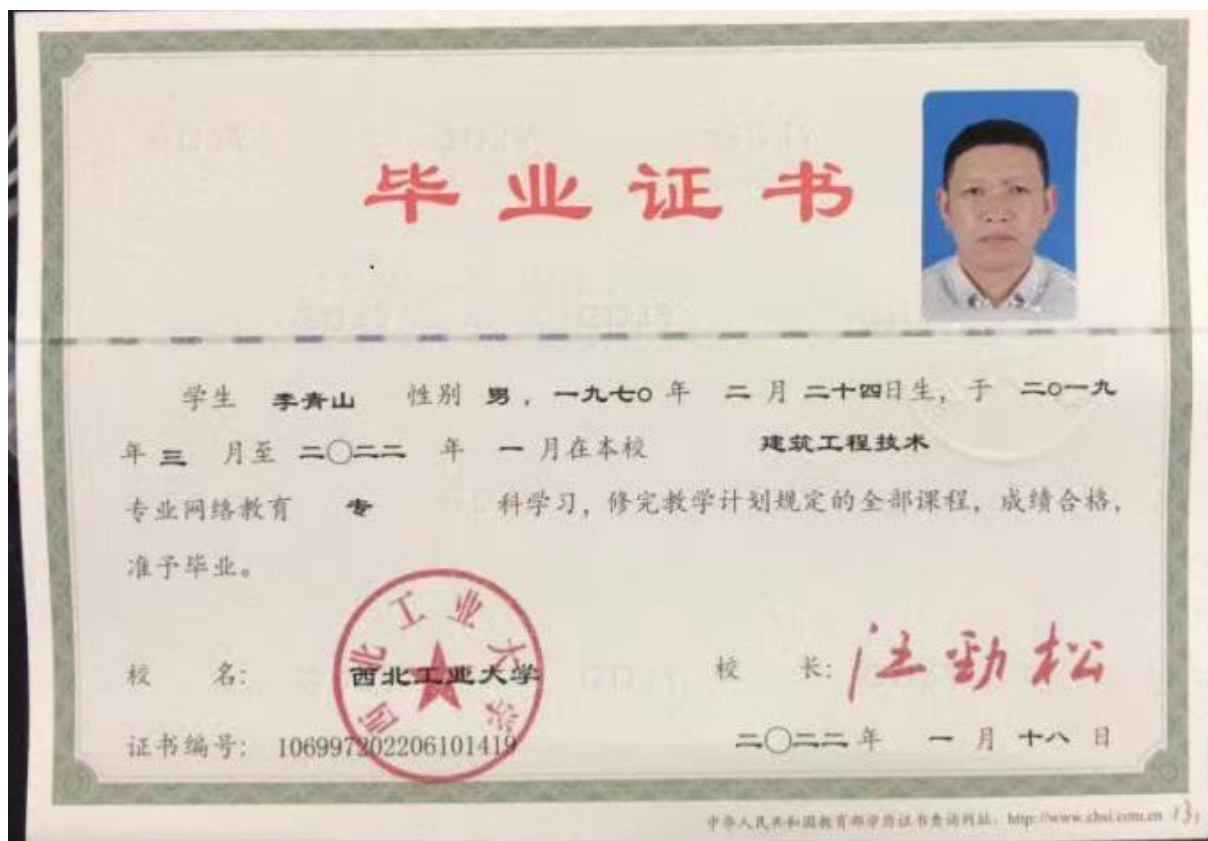 毕业证书
学生 李青山 性别 男，一九七〇年 二月二十四日生，于 二〇一九
年三 月至 二〇二二 年 一月在本校 建筑工程技术
专业网络教育 专 科学习，修完教学计划规定的全部课程，成绩合格，
准予毕业。
西北工业大学
校 名： 西北工业大学 校 长：汪劲松
证书编号： 106997202206101419 二〇二二年 一月十八日
中华人民共和国教育部学历证书查询网址：http://www.chsi.com.cn